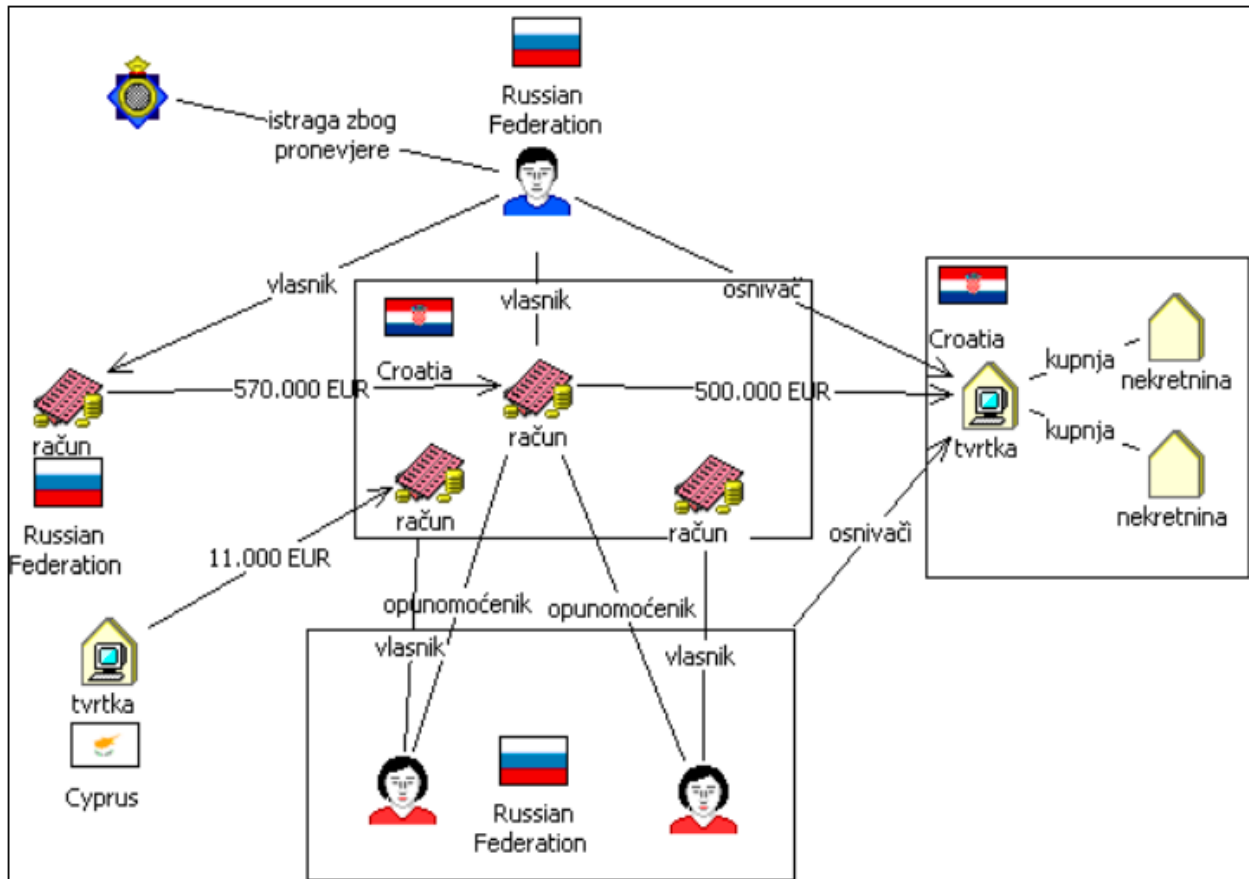 Russian
Federation
istraga zbog
pronevjere
vlasnik
vlasnik
osnivač
Croatia
Croatia
kupnja
nekretnina
570.000 EUR
500.000 EUR
račun
račun
tvrtka
kupnja
nekretnina
Russian
Federation
račun
račun
osnivači
11.000 EUR
opunomoćenik
opunomoćenik
vlasnik
vlasnik
tvrtka
Cyprus
Russian
Federation